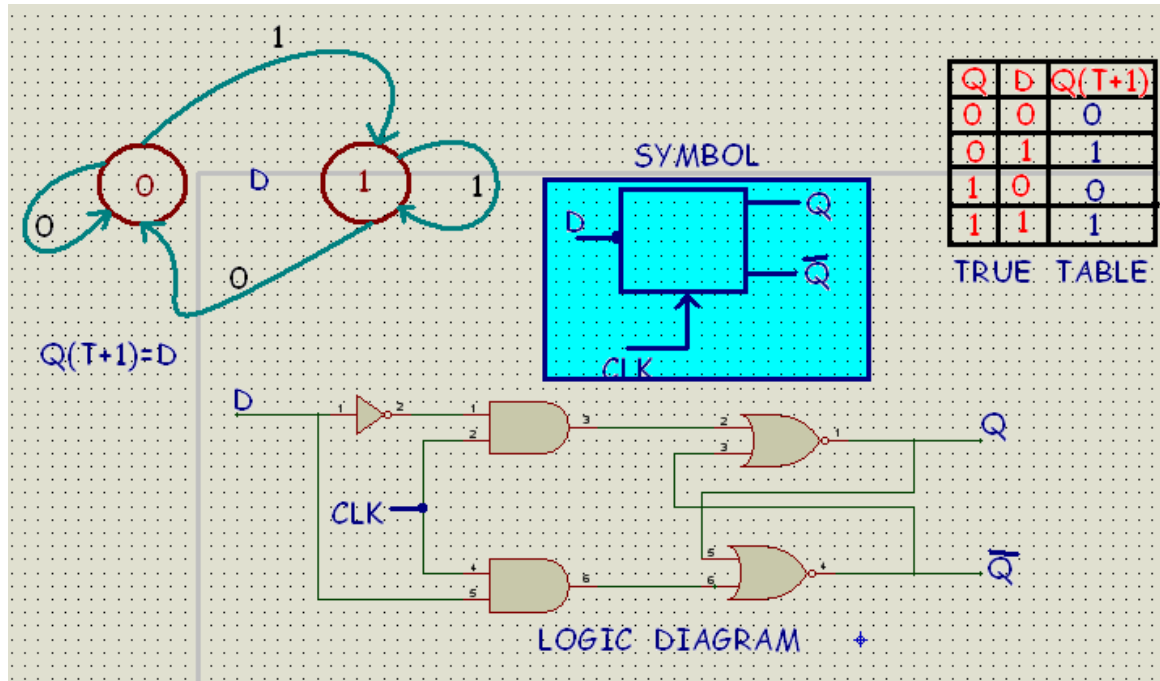 1
0
1
D
1
0
0
Q(T+1)=D
SYMBOL
D
Q
Q̅
CLK
Q D Q(T+1)
0 0 0
0 1 1
1 0 0
1 1 1
TRUE TABLE
D
1
2
1
2
3
2
3
1
Q
CLK
4
5
6
5
6
4
Q̅
LOGIC DIAGRAM